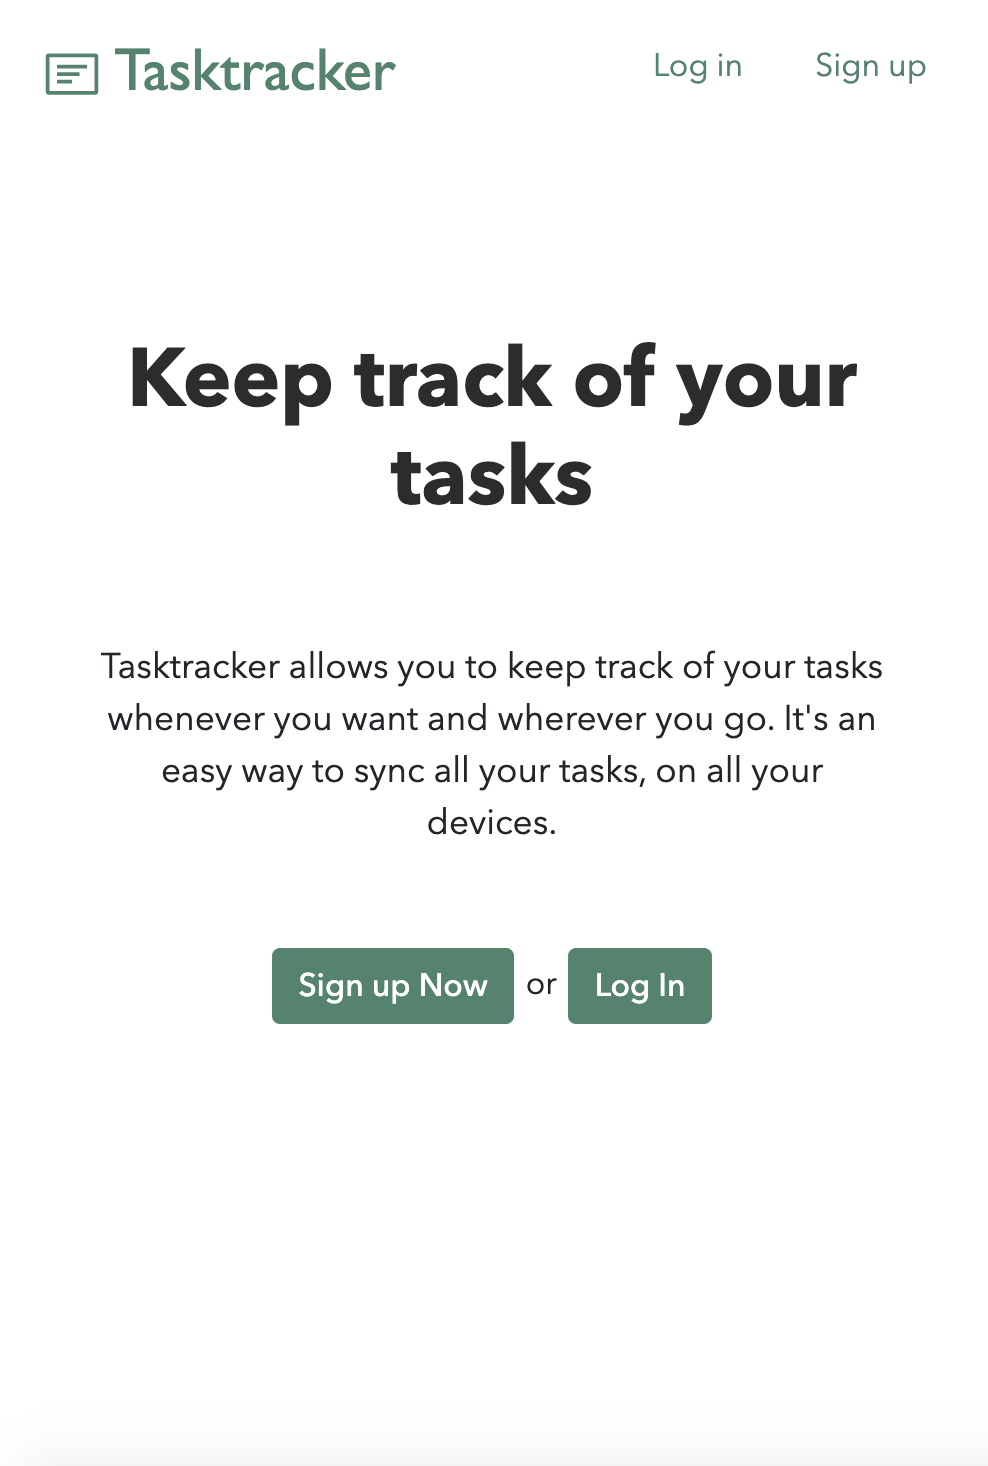 Tasktracker
Log in
Sign up
Keep track of your
tasks
Tasktracker allows you to keep track of your tasks
whenever you want and wherever you go. It's an
easy way to sync all your tasks, on all your
devices.
Sign up Now or Log In